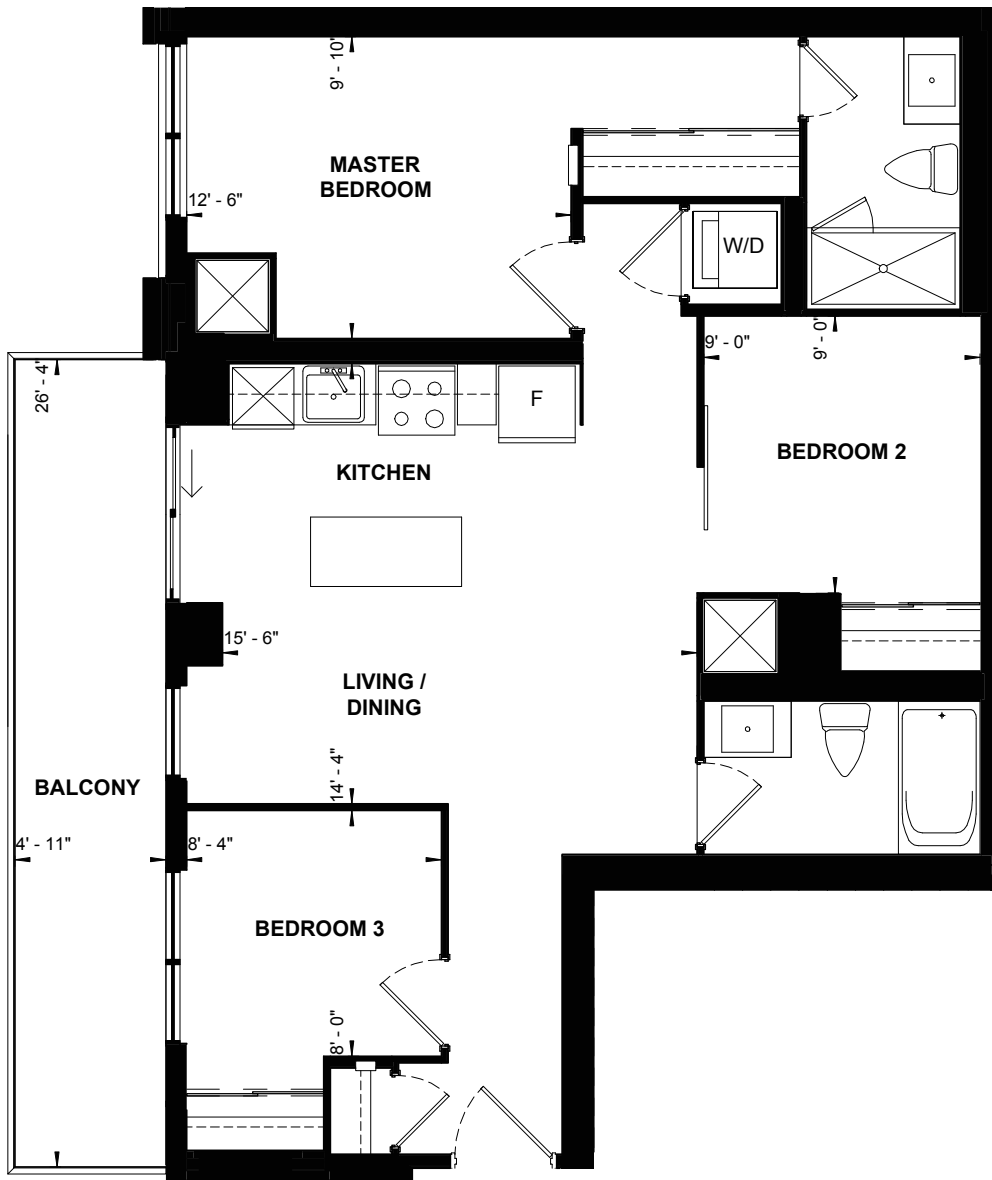 9' - 10"
MASTER
BEDROOM
12' - 6"
W/D
9' - 0"
9' - 0"
26' - 4"
F
BEDROOM 2
KITCHEN
15' - 6"
LIVING /
DINING
14' - 4"
BALCONY
4' - 11"
8' - 4"
BEDROOM 3
8' - 0"